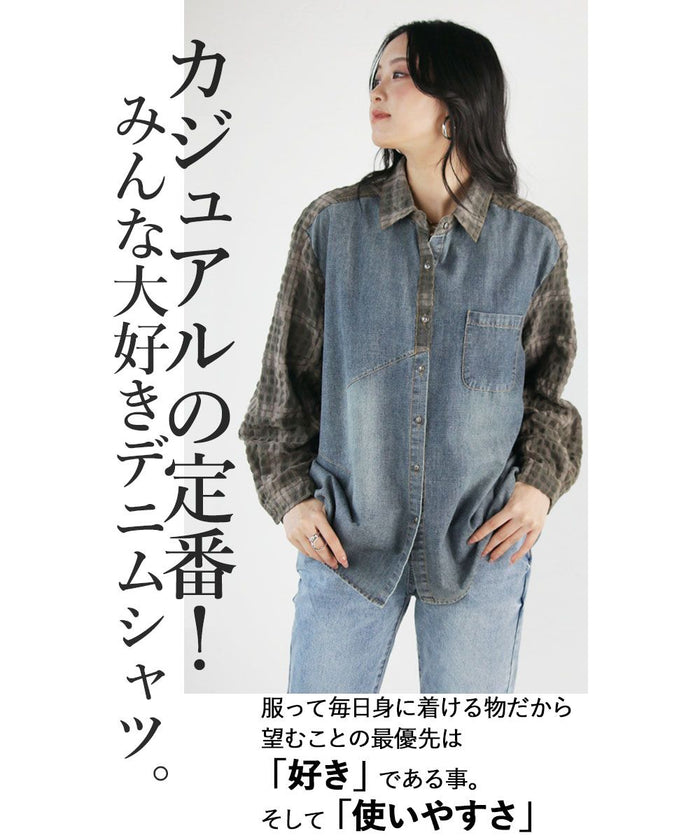 カジュアルの定番！
みんな大好きデニムシャツ。
服って毎日身に着ける物だから
望むことの最優先は
「好き」である事。
そして「使いやすさ」